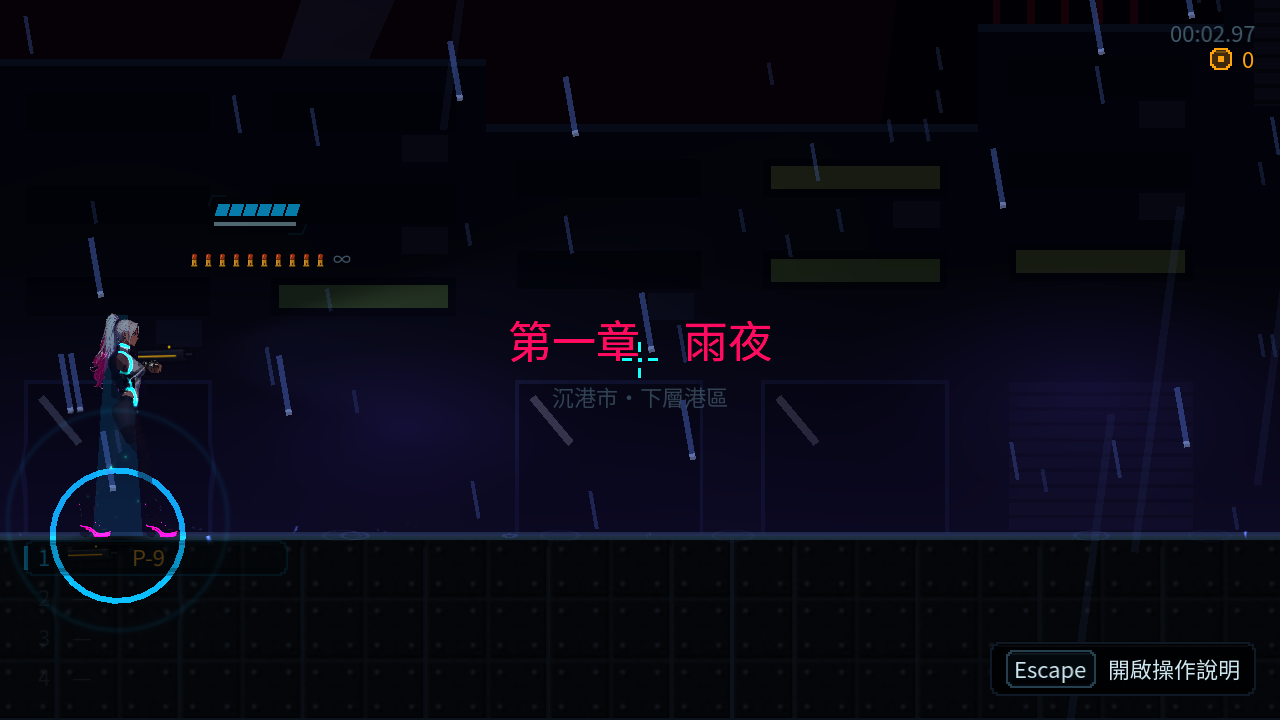 00:02.97
0
∞
第一章 雨夜
沉港市・下層港區
1 P-9
2
3 —
4 —
Escape 開啟操作說明